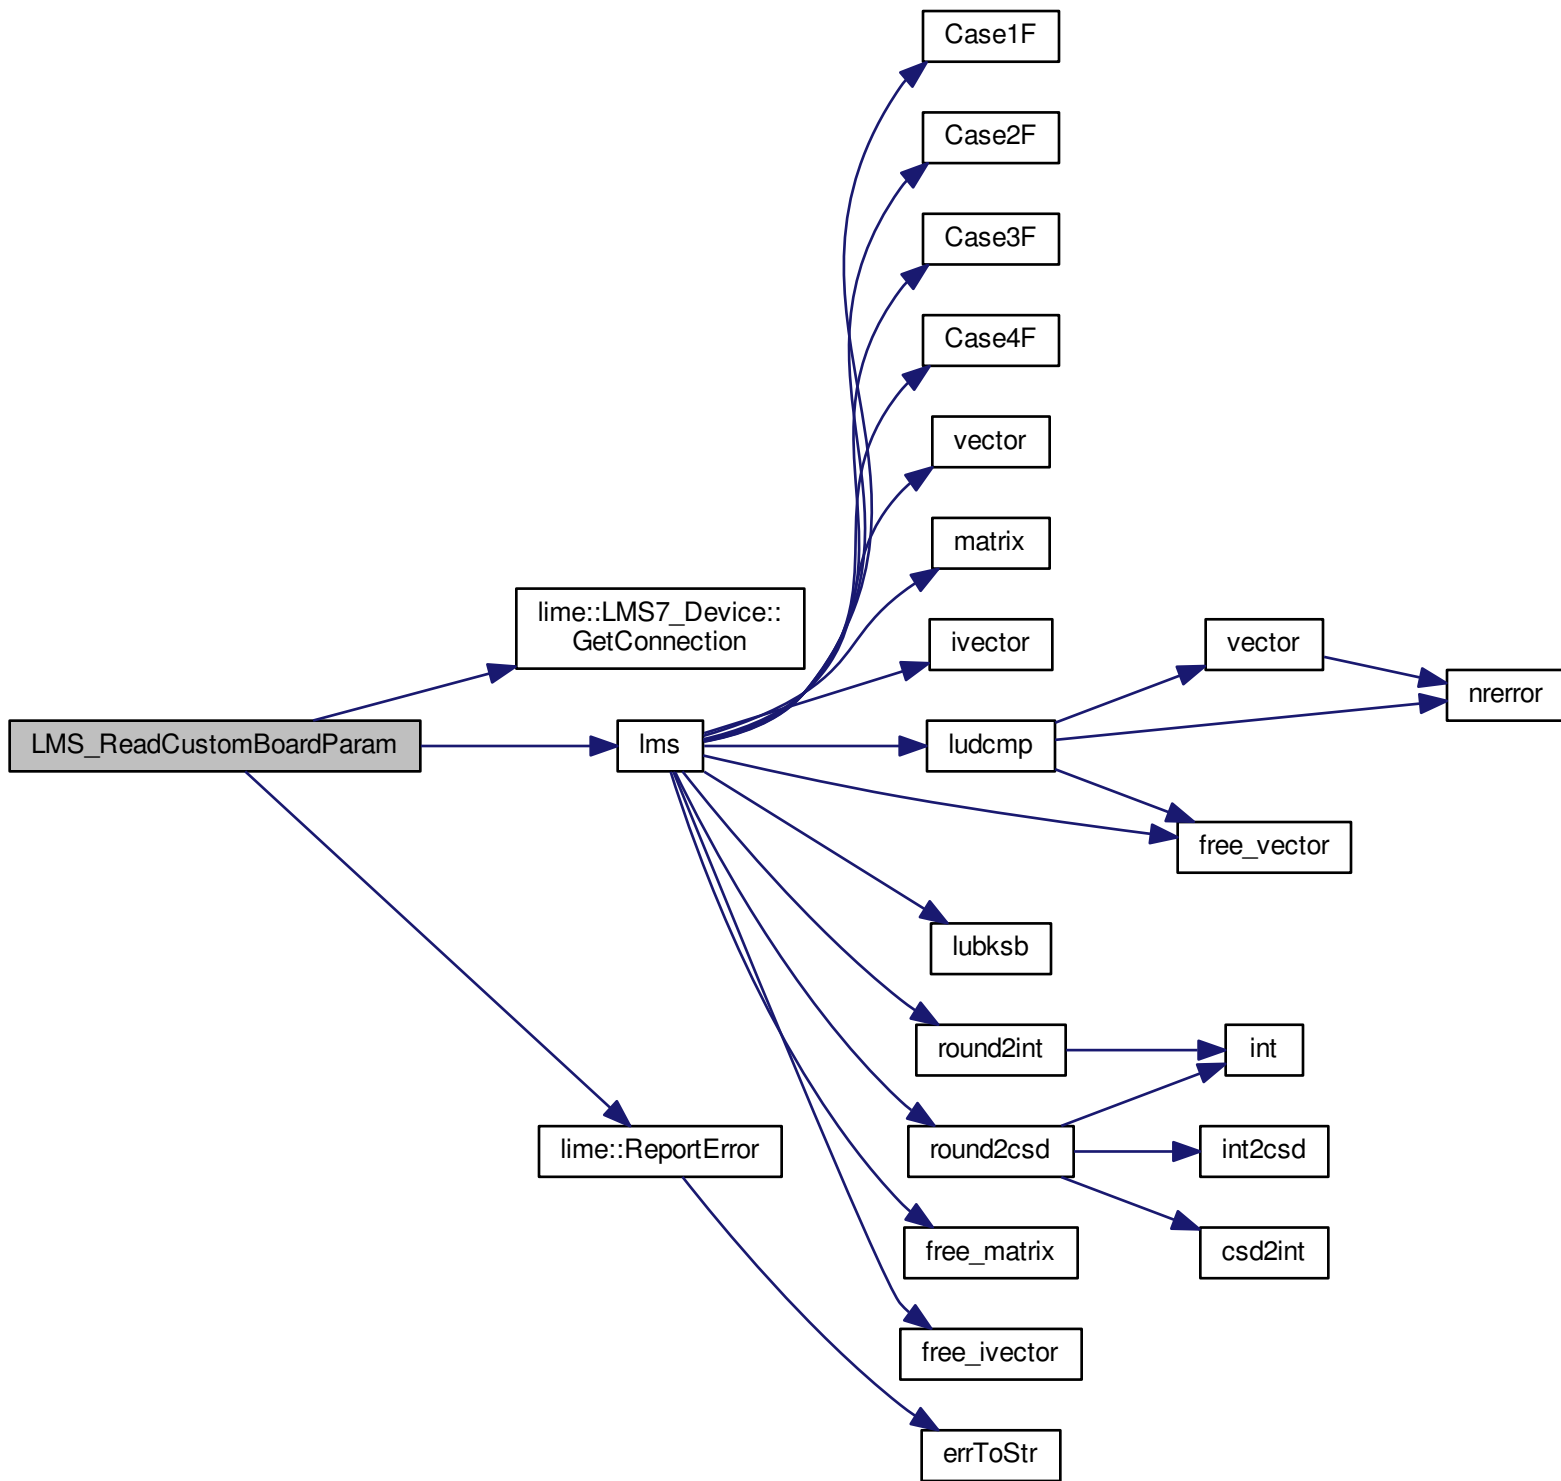 Case1F
Case2F
Case3F
Case4F
vector
matrix
lime::LMS7_Device::
GetConnection
ivector
vector
nrerror
LMS_ReadCustomBoardParam
lms
ludcmp
free_vector
lubksb
round2int
int
lime::ReportError
round2csd
int2csd
free_matrix
csd2int
free_ivector
errToStr